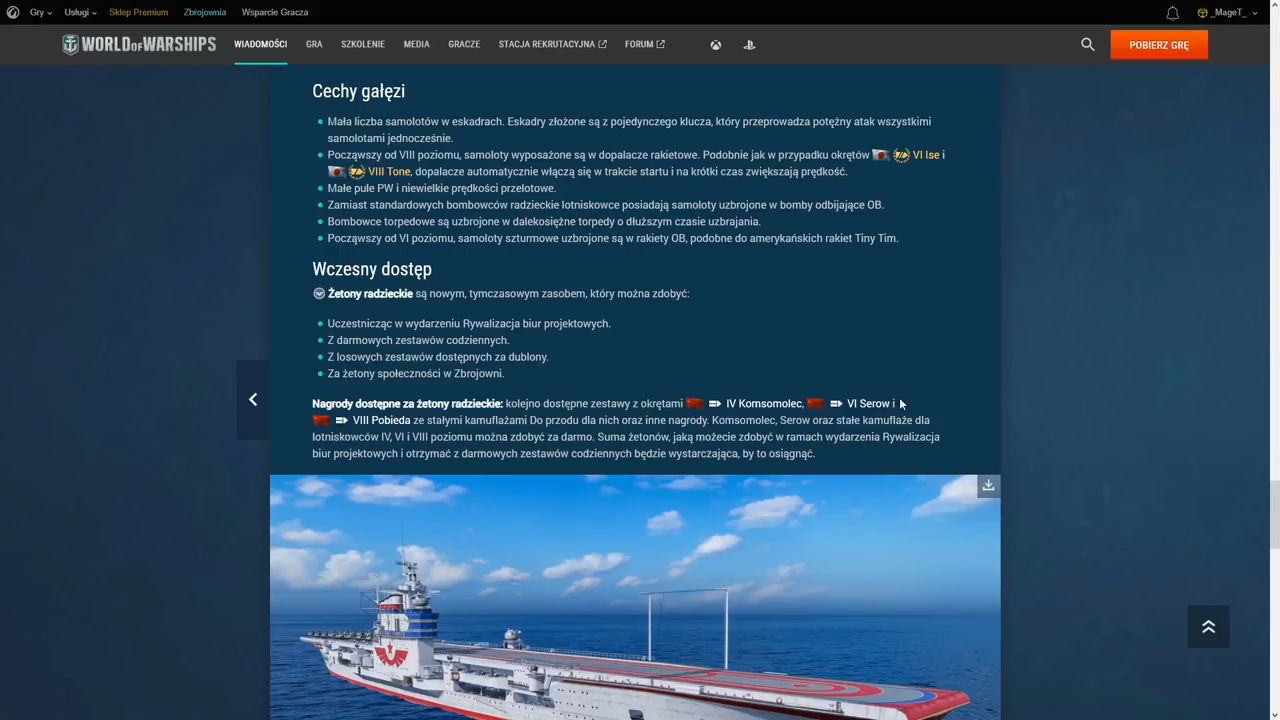 Gry
Usługi
Sklep Premium
Zbrojownia
Wsparcie Gracza
_MageT_
WORLD OF WARSHIPS
WIADOMOŚCI
GRA
SZKOLENIE
MEDIA
GRACZE
STACJA REKRUTACYJNA
FORUM
POBIERZ GRĘ
Cechy gałęzi
Mała liczba samolotów w eskadrach. Eskadry złożone są z pojedynczego klucza, który przeprowadza potężny atak wszystkimi
samolotami jednocześnie.
Począwszy od VIII poziomu, samoloty wyposażone są w dopalacze rakietowe. Podobnie jak w przypadku okrętów VI Ise i
VIII Tone, dopalacze automatycznie włączą się w trakcie startu i na krótki czas zwiększają prędkość.
Małe pule PW i niewielkie prędkości przelotowe.
Zamiast standardowych bombowców radzieckie lotniskowce posiadają samoloty uzbrojone w bomby odbijające OB.
Bombowce torpedowe są uzbrojone w dalekosiężne torpedy o dłuższym czasie uzbrajania.
Począwszy od VI poziomu, samoloty szturmowe uzbrojone są w rakiety OB, podobne do amerykańskich rakiet Tiny Tim.
Wczesny dostęp
Żetony radzieckie są nowym, tymczasowym zasobem, który można zdobyć:
Uczestnicząc w wydarzeniu Rywalizacja biur projektowych.
Z darmowych zestawów codziennych.
Z losowych zestawów dostępnych za dublony.
Za żetony społeczności w Zbrojowni.
Nagrody dostępne za żetony radzieckie: kolejno dostępne zestawy z okrętami IV Komsomolec, VI Serow i
VIII Pobieda ze stałymi kamuflażami Do przodu dla nich oraz inne nagrody. Komsomolec, Serow oraz stałe kamuflaże dla
lotniskowców IV, VI i VIII poziomu można zdobyć za darmo. Suma żetonów, jaką możecie zdobyć w ramach wydarzenia Rywalizacja
biur projektowych i otrzymać z darmowych zestawów codziennych będzie wystarczająca, by to osiągnąć.